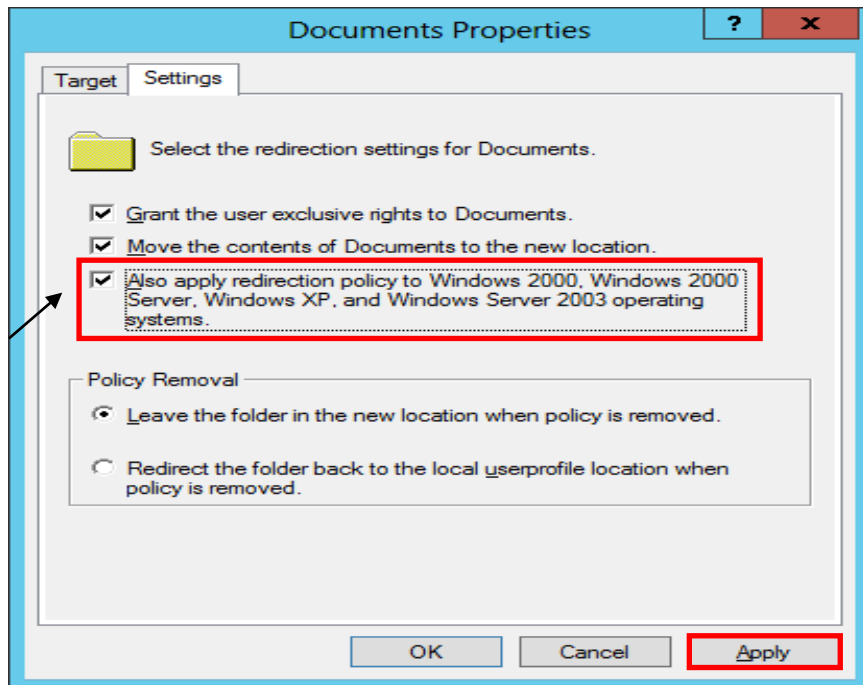 Documents Properties
?
x
Target
Settings
Select the redirection settings for Documents.
Grant the user exclusive rights to Documents.
Move the contents of Documents to the new location.
Also apply redirection policy to Windows 2000, Windows 2000
Server, Windows XP, and Windows Server 2003 operating
systems.
Policy Removal
Leave the folder in the new location when policy is removed.
Redirect the folder back to the local userprofile location when
policy is removed.
OK
Cancel
Apply